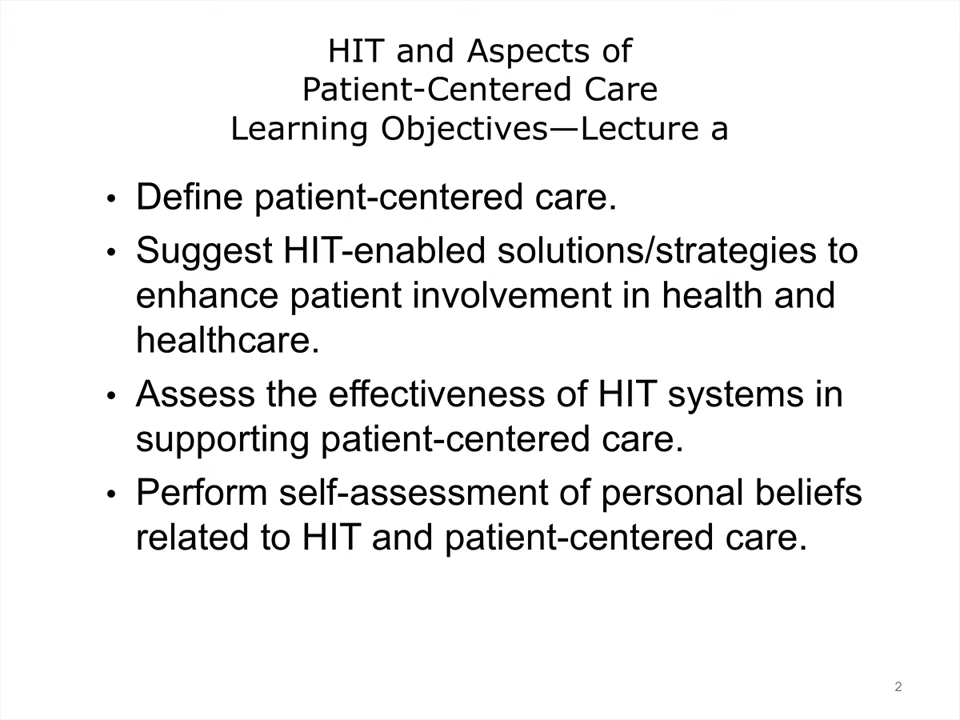 HIT and Aspects of
Patient-Centered Care
Learning Objectives—Lecture a
• Define patient-centered care.
• Suggest HIT-enabled solutions/strategies to
enhance patient involvement in health and
healthcare.
• Assess the effectiveness of HIT systems in
supporting patient-centered care.
• Perform self-assessment of personal beliefs
related to HIT and patient-centered care.
2